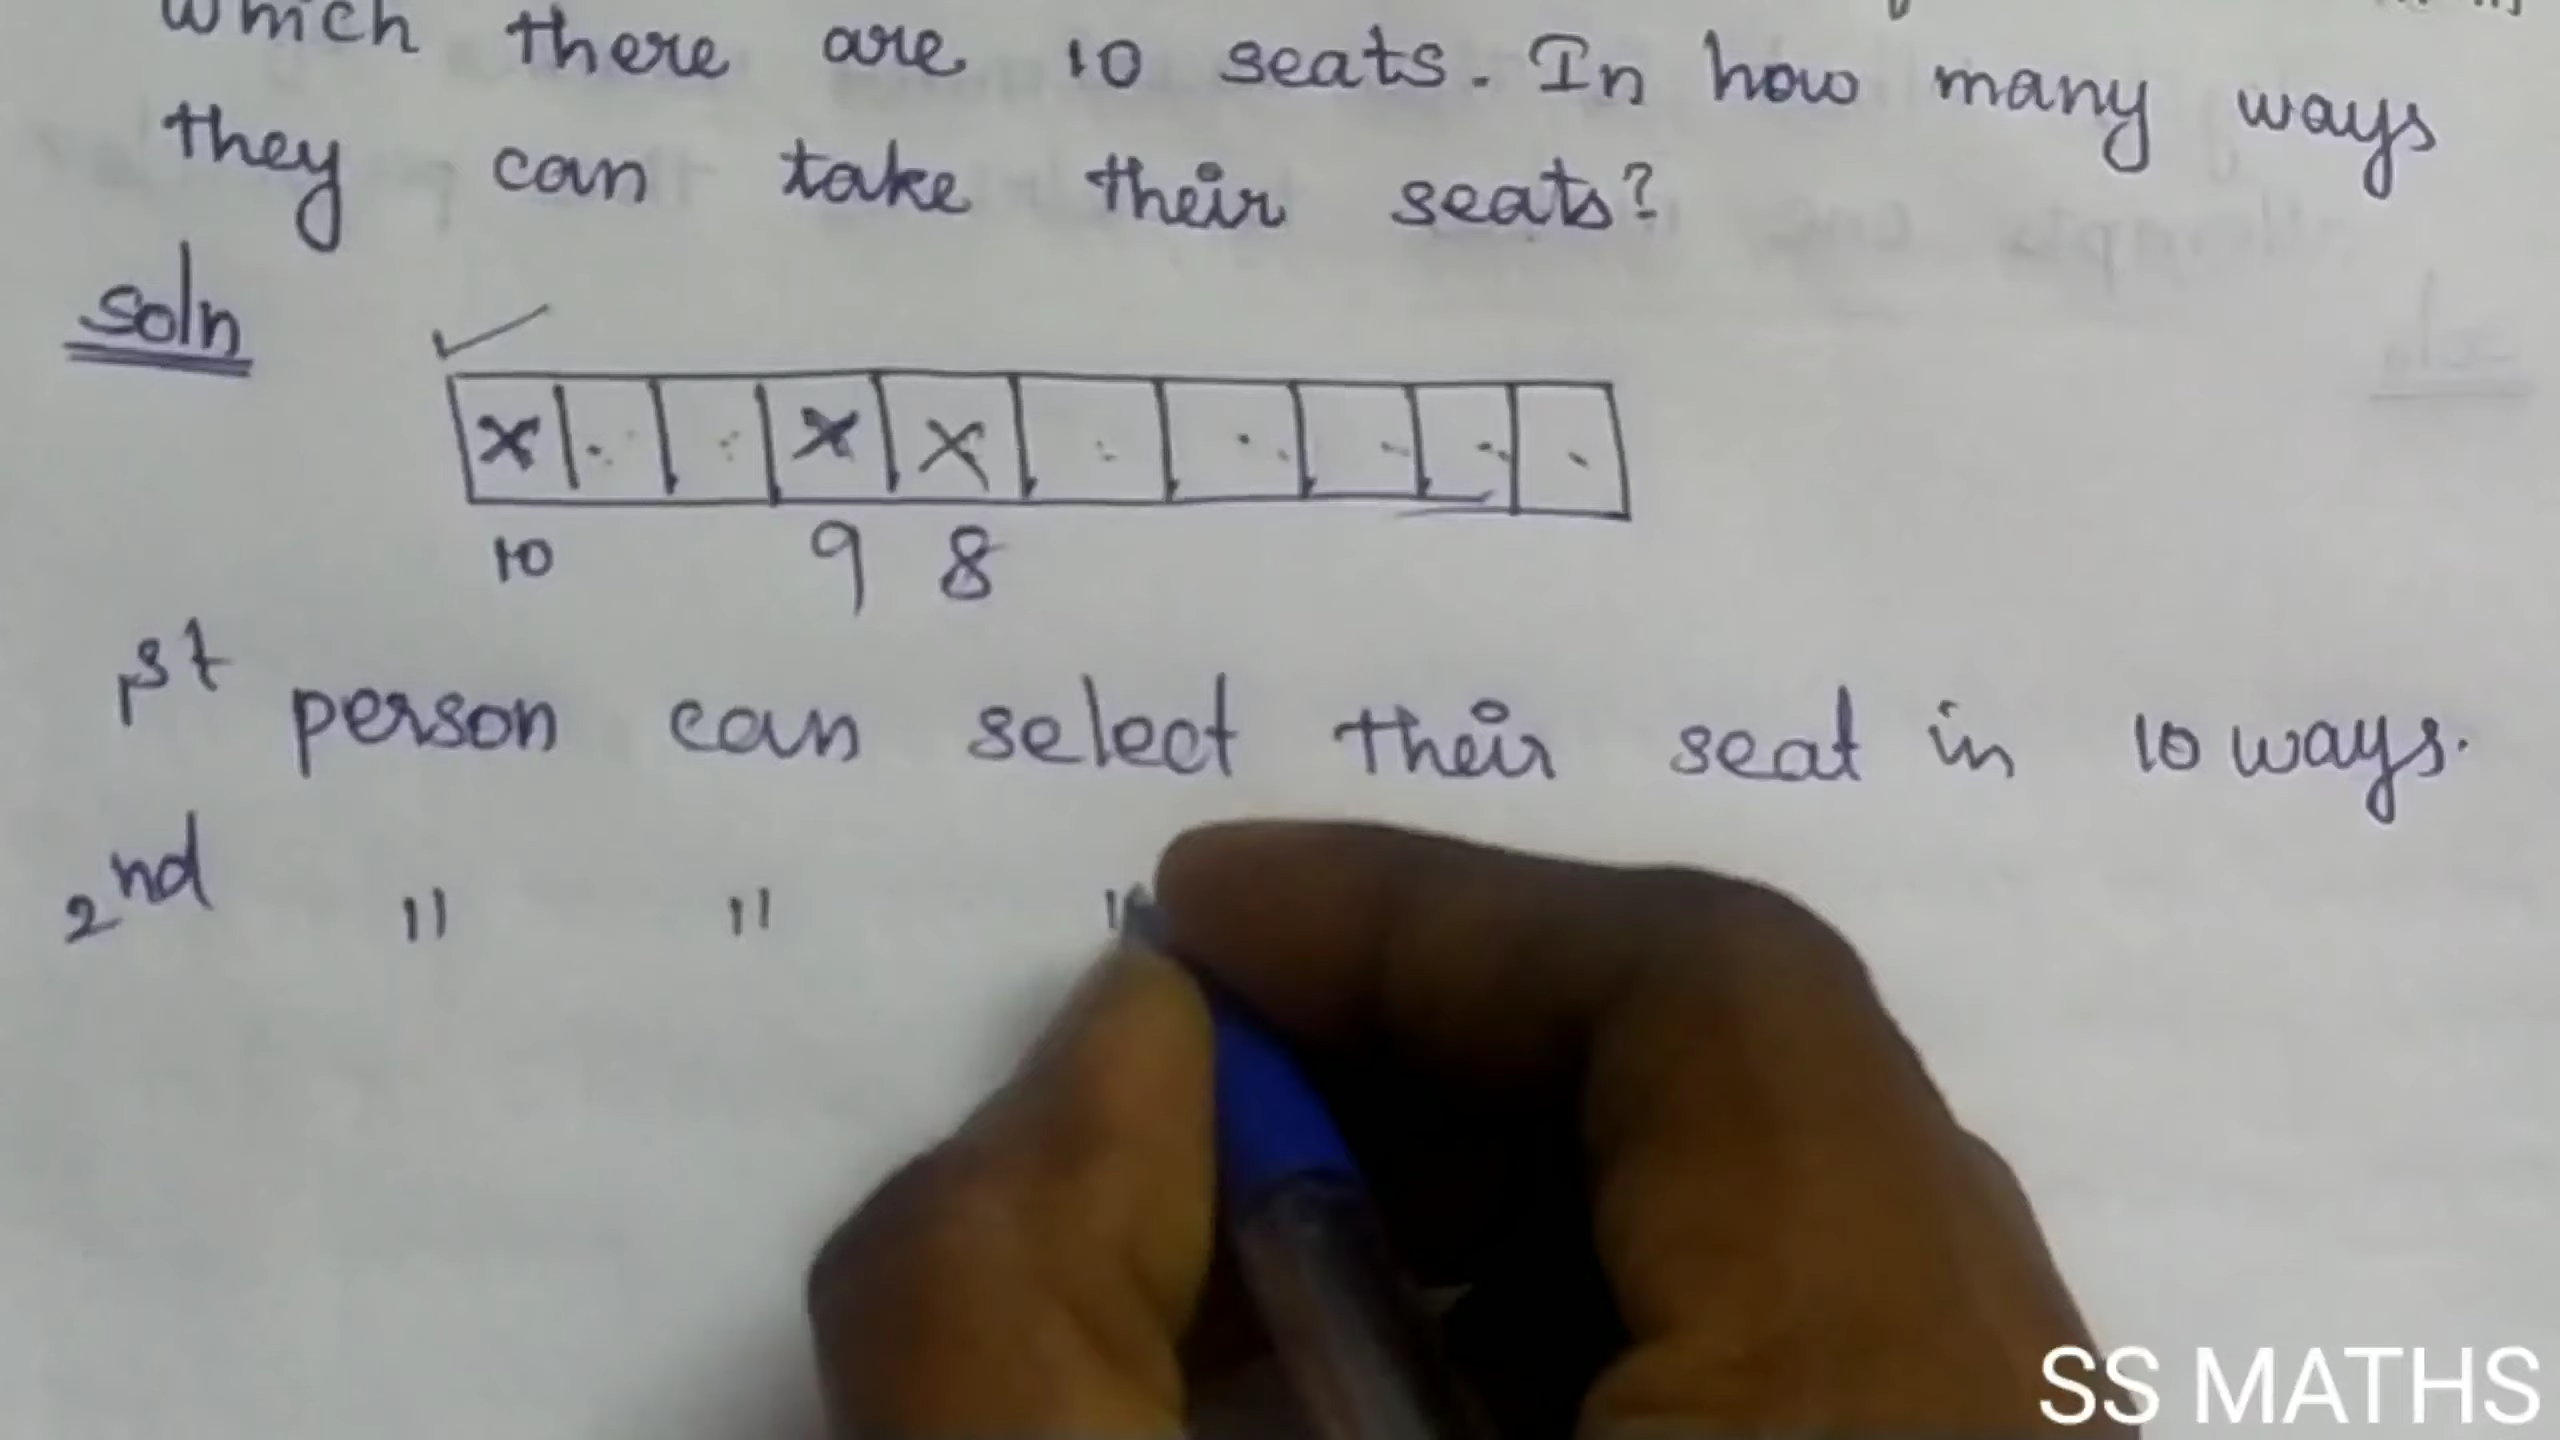 which there are 10 seats. In how many ways
they can take their seats?
soln
x x x
10 9 8
1st person can select their seat in 10 ways.
2nd " " "
SS MATHS